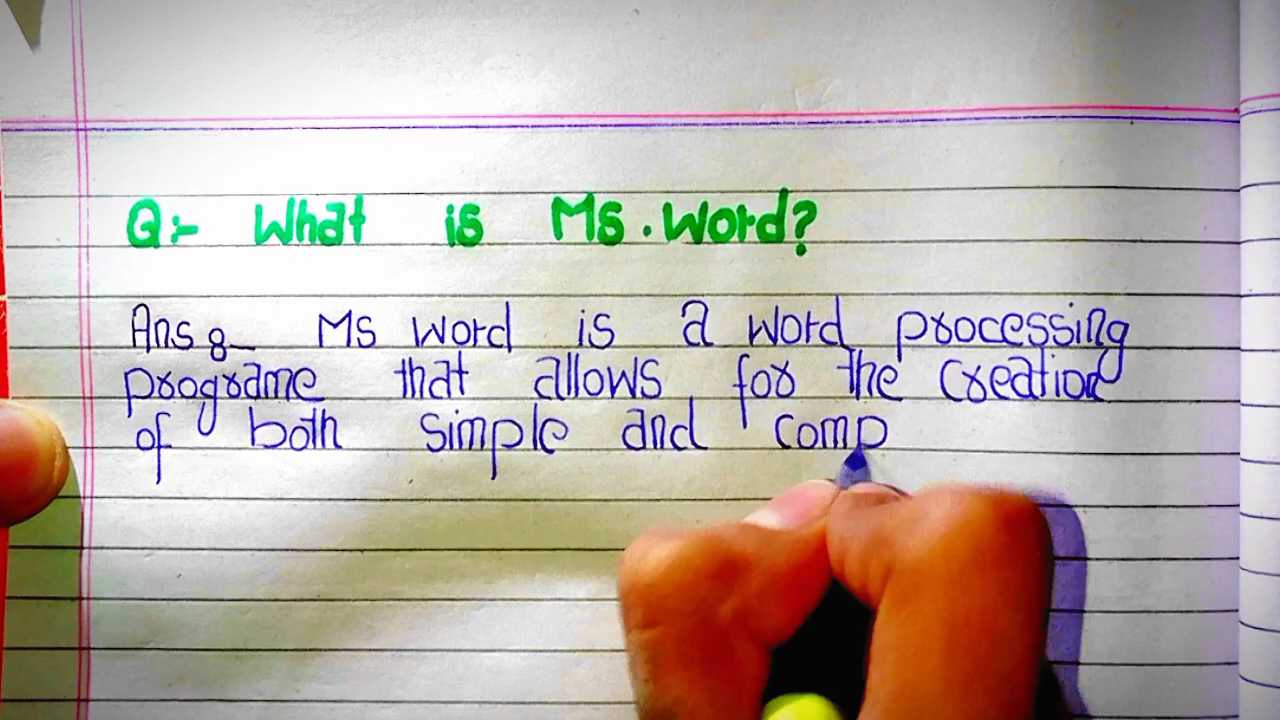 Q:- What is Ms. Word?
Ans :- Ms word is a word processing
programe that allows for the creation
of both simple and comp